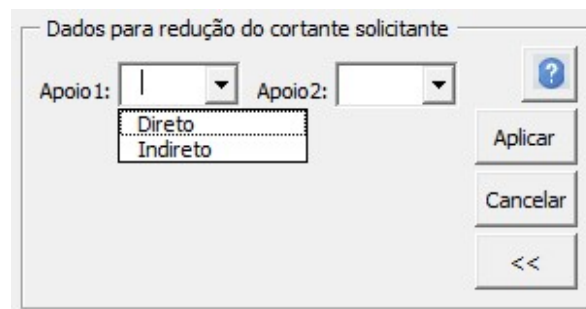 Dados para redução do cortante solicitante
Apoio1: Apoio2: ?
Direto
Indireto
Aplicar
Cancelar
<<